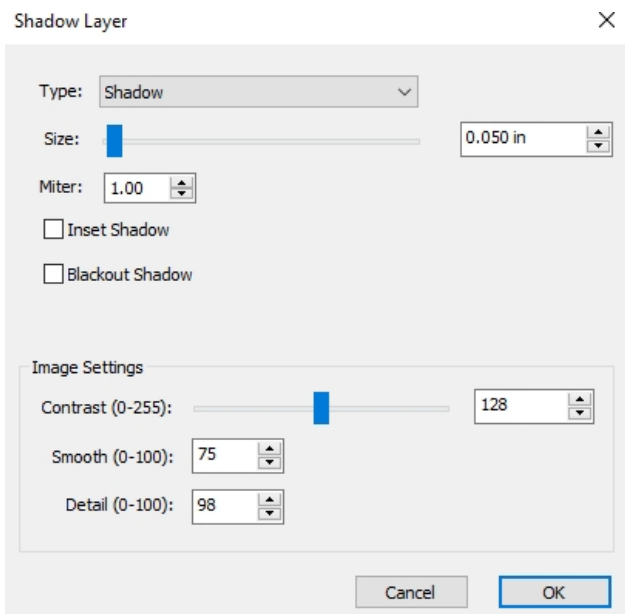 Shadow Layer
Type: Shadow
Size: 0.050 in
Miter: 1.00
Inset Shadow
Blackout Shadow
Image Settings
Contrast (0-255): 128
Smooth (0-100): 75
Detail (0-100): 98
Cancel OK